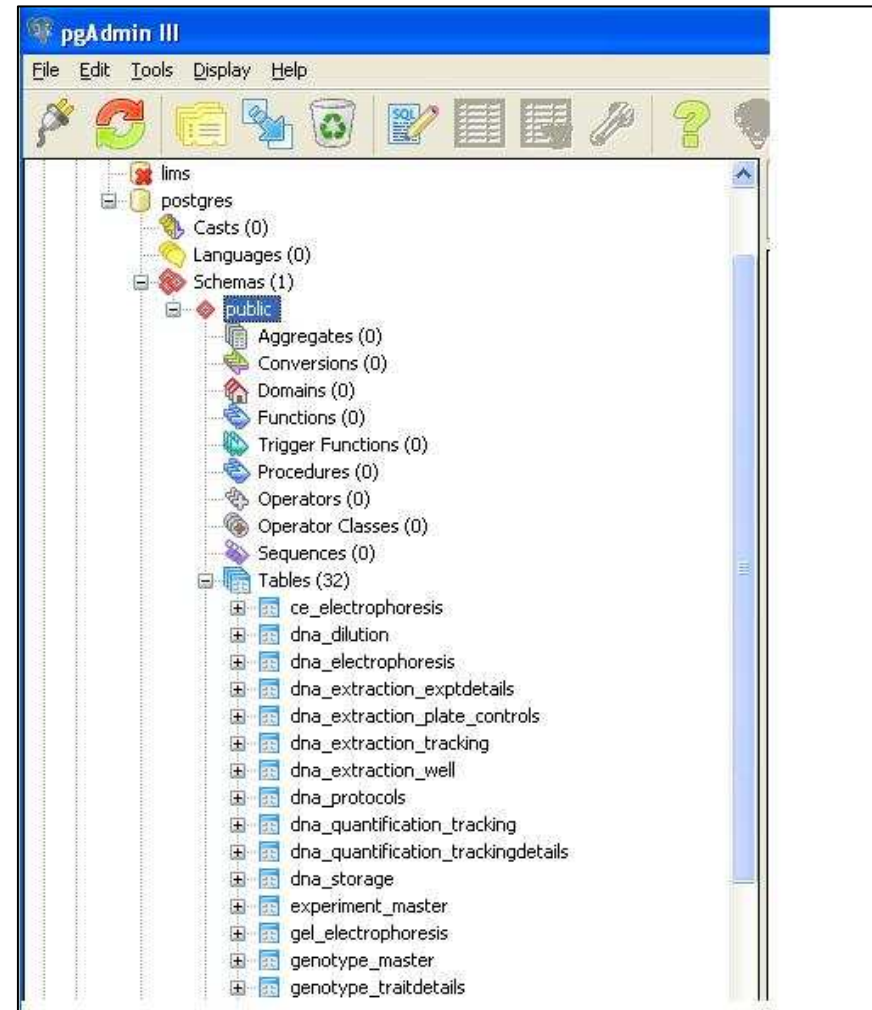 pgAdmin III
File Edit Tools Display Help
SQL
lims
postgres
Casts (0)
Languages (0)
Schemas (1)
public
Aggregates (0)
Conversions (0)
Domains (0)
Functions (0)
Trigger Functions (0)
Procedures (0)
Operators (0)
Operator Classes (0)
Sequences (0)
Tables (32)
ce_electrophoresis
dna_dilution
dna_electrophoresis
dna_extraction_exptdetails
dna_extraction_plate_controls
dna_extraction_tracking
dna_extraction_well
dna_protocols
dna_quantification_tracking
dna_quantification_trackingdetails
dna_storage
experiment_master
gel_electrophoresis
genotype_master
genotype_traitdetails